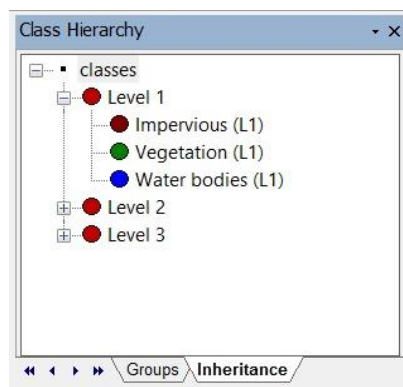 Class Hierarchy
classes
Level 1
Impervious (L1)
Vegetation (L1)
Water bodies (L1)
Level 2
Level 3
Groups Inheritance